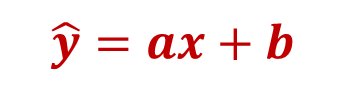 ŷ = ax + b